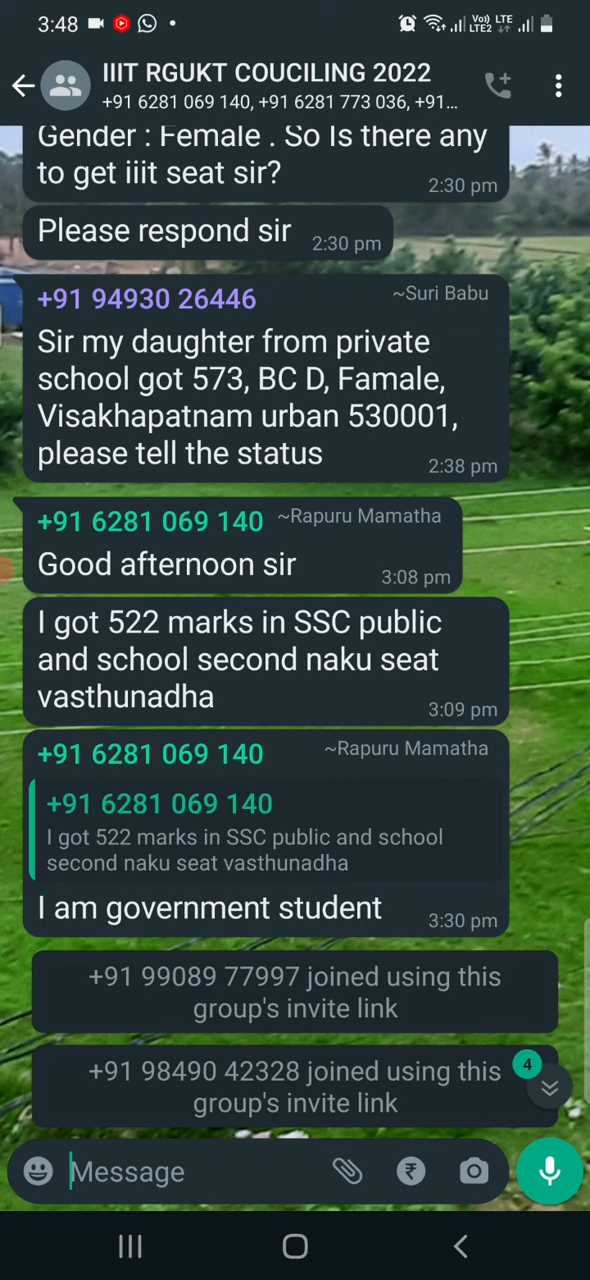 3:48
Vo)) LTE
LTE2
IIIT RGUKT COUCILING 2022
+91 6281 069 140, +91 6281 773 036, +91...
Gender : Female . So Is there any
to get iiit seat sir?
2:30 pm
Please respond sir 2:30 pm
+91 94930 26446 ~Suri Babu
Sir my daughter from private
school got 573, BC D, Famale,
Visakhapatnam urban 530001,
please tell the status
2:38 pm
+91 6281 069 140 ~Rapuru Mamatha
Good afternoon sir
3:08 pm
I got 522 marks in SSC public
and school second naku seat
vasthunadha
3:09 pm
+91 6281 069 140 ~Rapuru Mamatha
+91 6281 069 140
I got 522 marks in SSC public and school
second naku seat vasthunadha
I am government student
3:30 pm
+91 99089 77997 joined using this
group's invite link
+91 98490 42328 joined using this
group's invite link
4
Message
₹